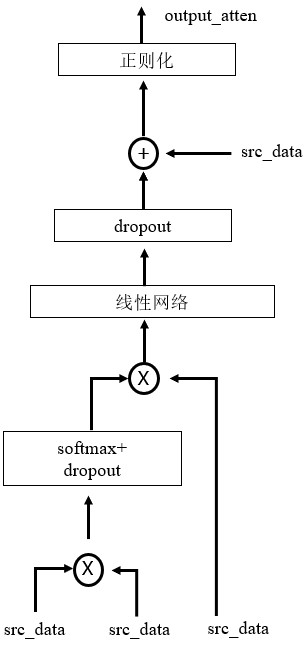 output_atten
正则化
+
src_data
dropout
线性网络
X
softmax+
dropout
X
src_data
src_data
src_data